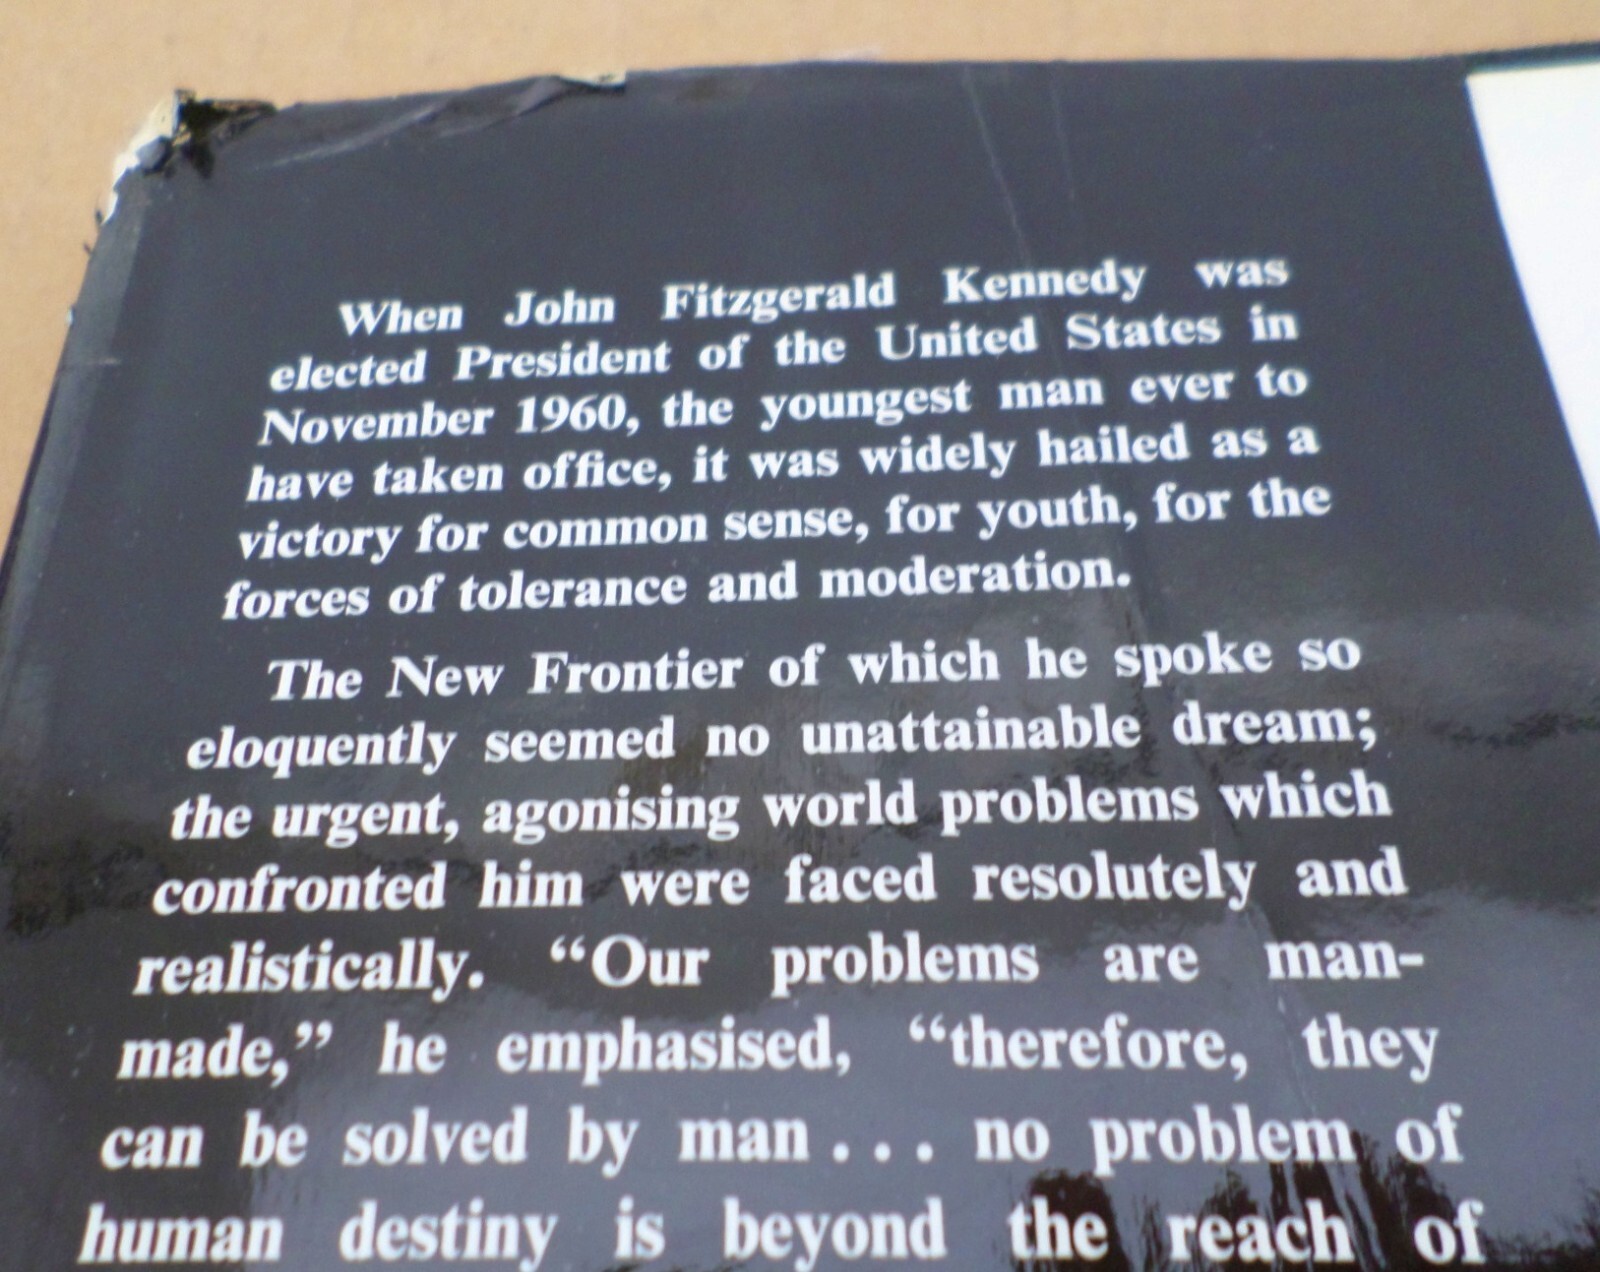 When John Fitzgerald Kennedy was
elected President of the United States in
November 1960, the youngest man ever to
have taken office, it was widely hailed as a
victory for common sense, for youth, for the
forces of tolerance and moderation.
The New Frontier of which he spoke so
eloquently seemed no unattainable dream;
the urgent, agonising world problems which
confronted him were faced resolutely and
realistically. “Our problems are man-
made,” he emphasised, “therefore, they
can be solved by man . . . no problem of
human destiny is beyond the reach of